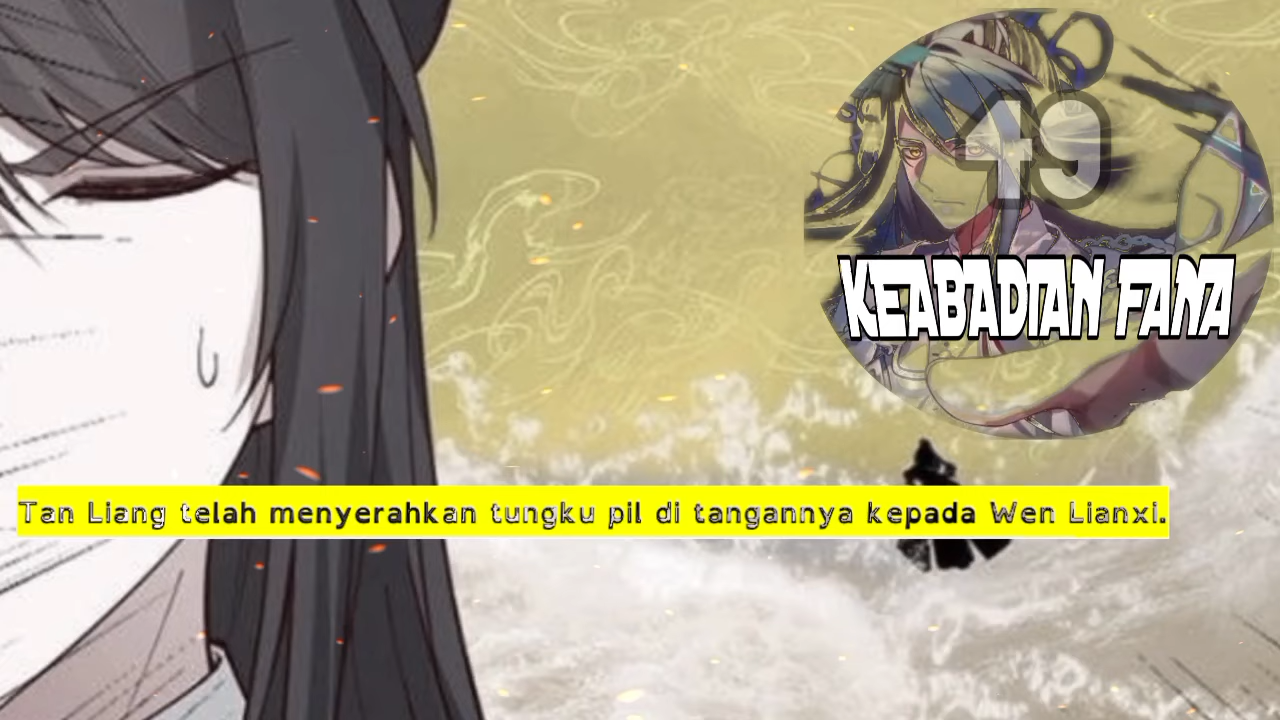 49
KEABADIAN FANA
Tan Liang telah menyerahkan tungku pil di tangannya kepada Wen Lianxi.